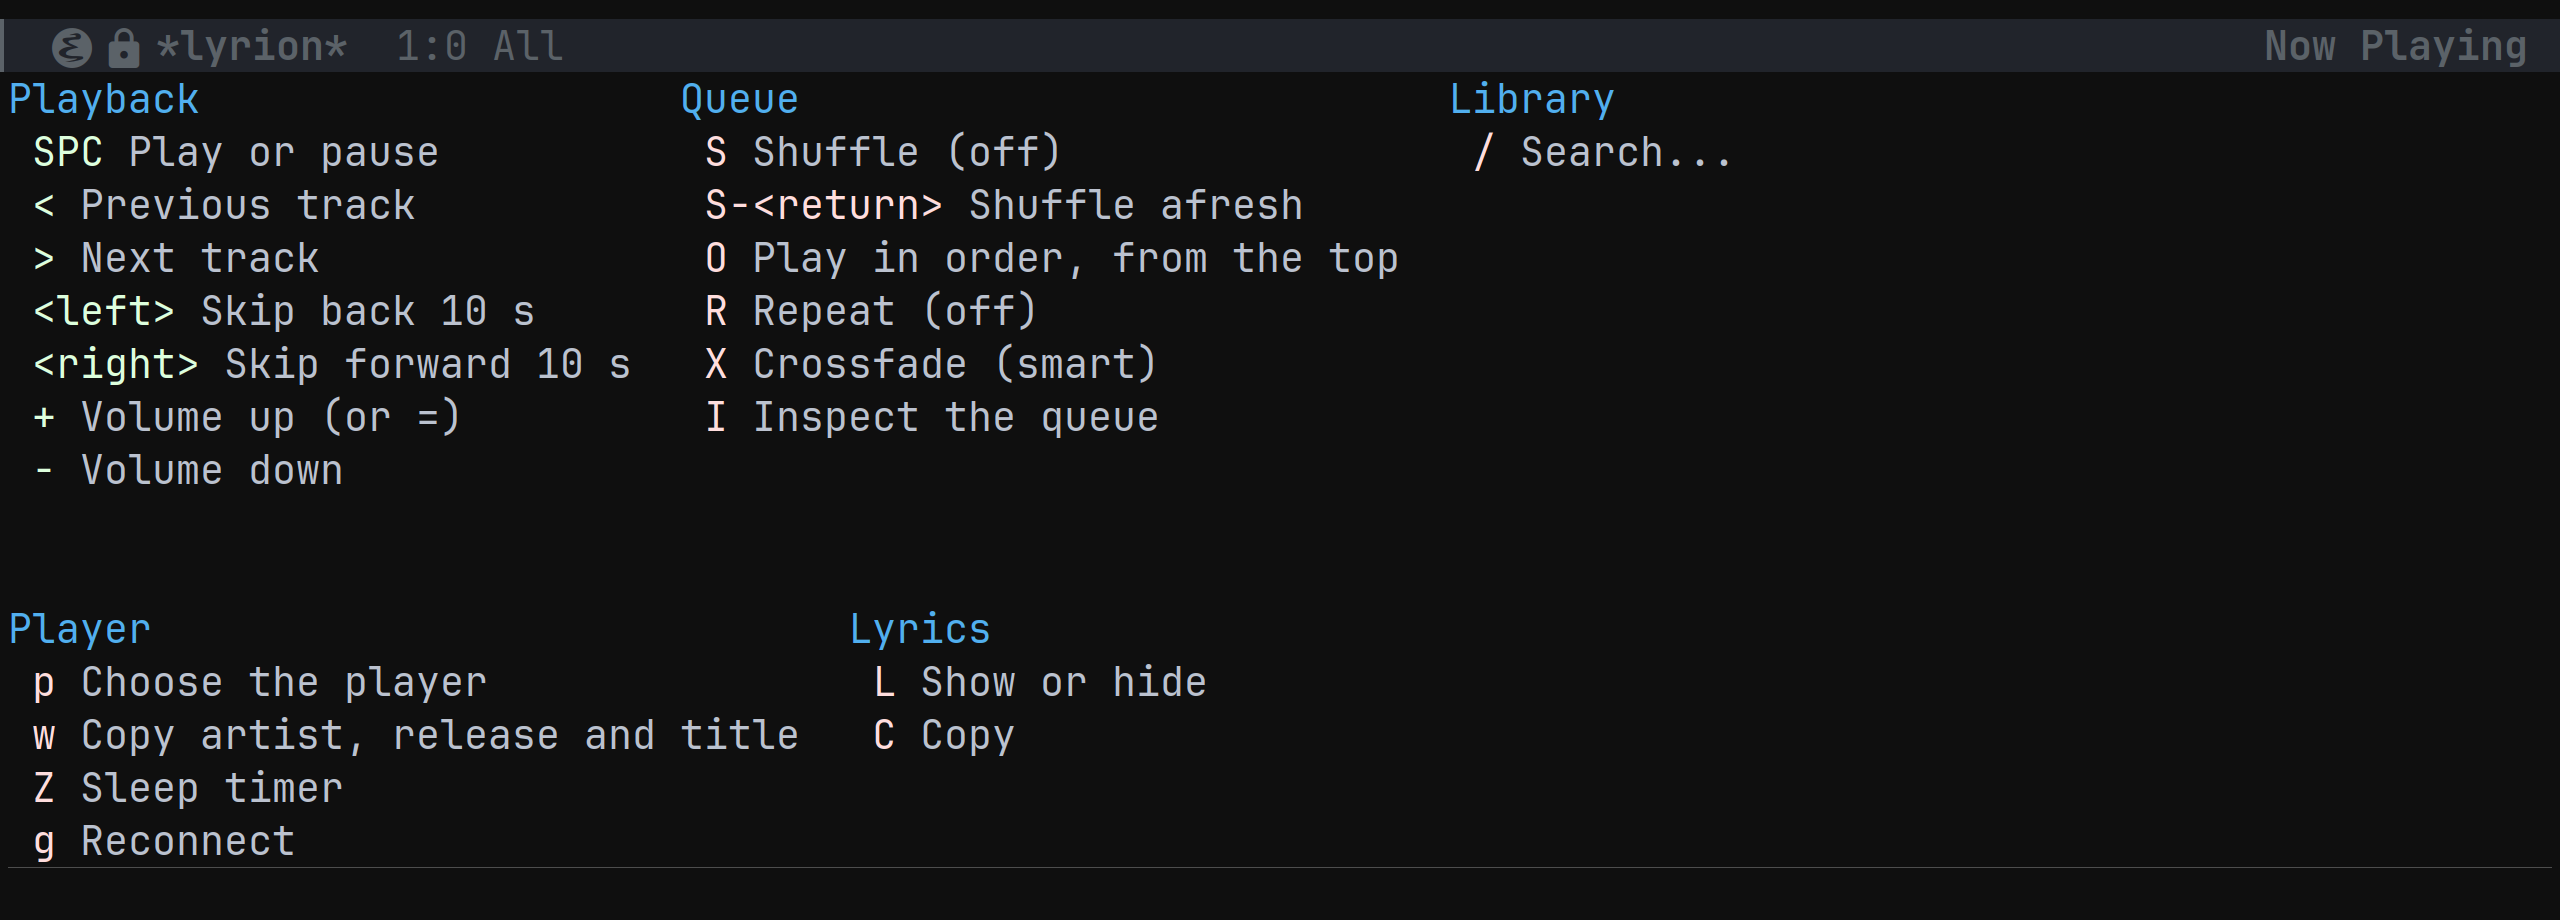 *lyrion* 1:0 All Now Playing
Playback Queue Library
SPC Play or pause S Shuffle (off) / Search...
< Previous track S-<return> Shuffle afresh
> Next track O Play in order, from the top
<left> Skip back 10 s R Repeat (off)
<right> Skip forward 10 s X Crossfade (smart)
+ Volume up (or =) I Inspect the queue
- Volume down
Player Lyrics
p Choose the player L Show or hide
w Copy artist, release and title C Copy
Z Sleep timer
g Reconnect